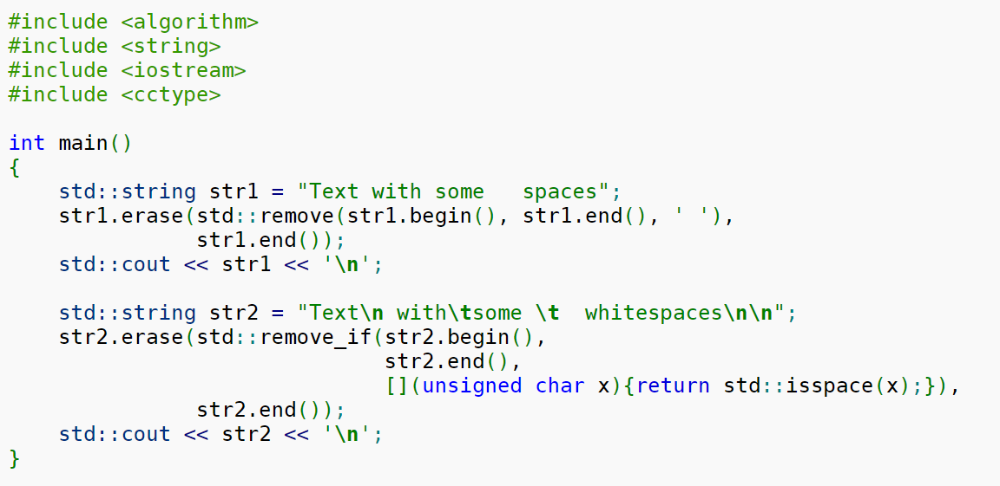 #include <algorithm>
#include <string>
#include <iostream>
#include <cctype>

int main()
{
    std::string str1 = "Text with some   spaces";
    str1.erase(std::remove(str1.begin(), str1.end(), ' '),
               str1.end());
    std::cout << str1 << '\n';

    std::string str2 = "Text\n with\tsome \t  whitespaces\n\n";
    str2.erase(std::remove_if(str2.begin(),
                              str2.end(),
                              [](unsigned char x){return std::isspace(x);}),
               str2.end());
    std::cout << str2 << '\n';
}